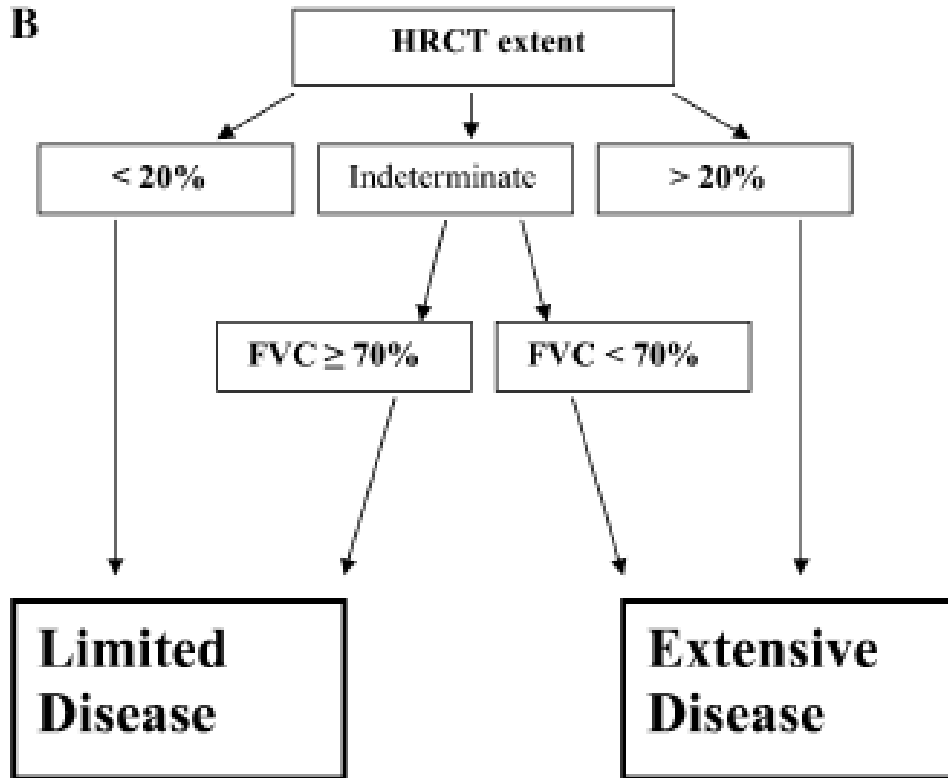 B
HRCT extent
< 20%
Indeterminate
> 20%
FVC ≥ 70%
FVC < 70%
Limited
Disease
Extensive
Disease